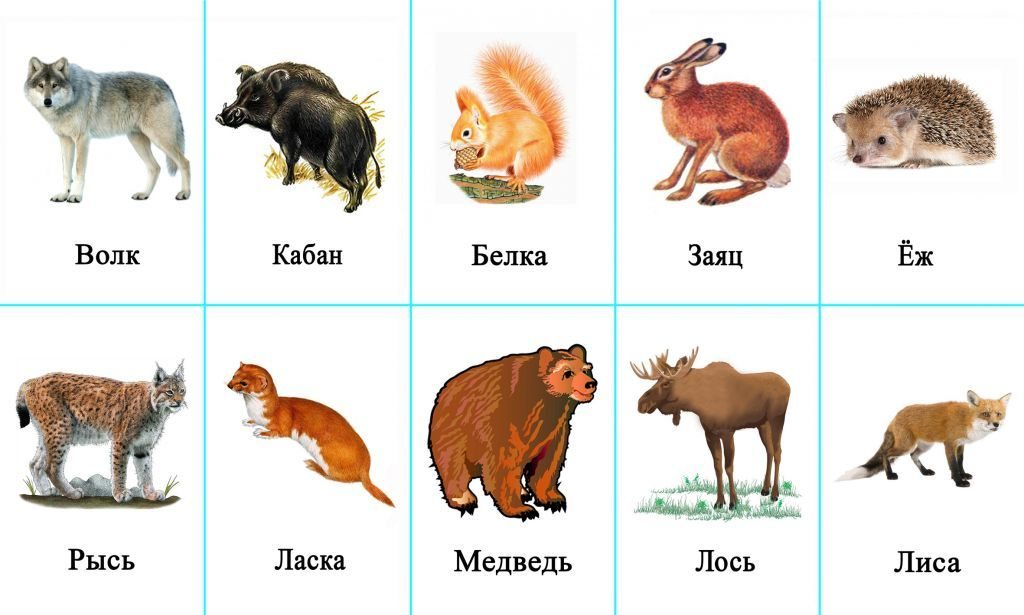 Волк
Кабан
Белка
Заяц
Ёж
Рысь
Ласка
Медведь
Лось
Лиса